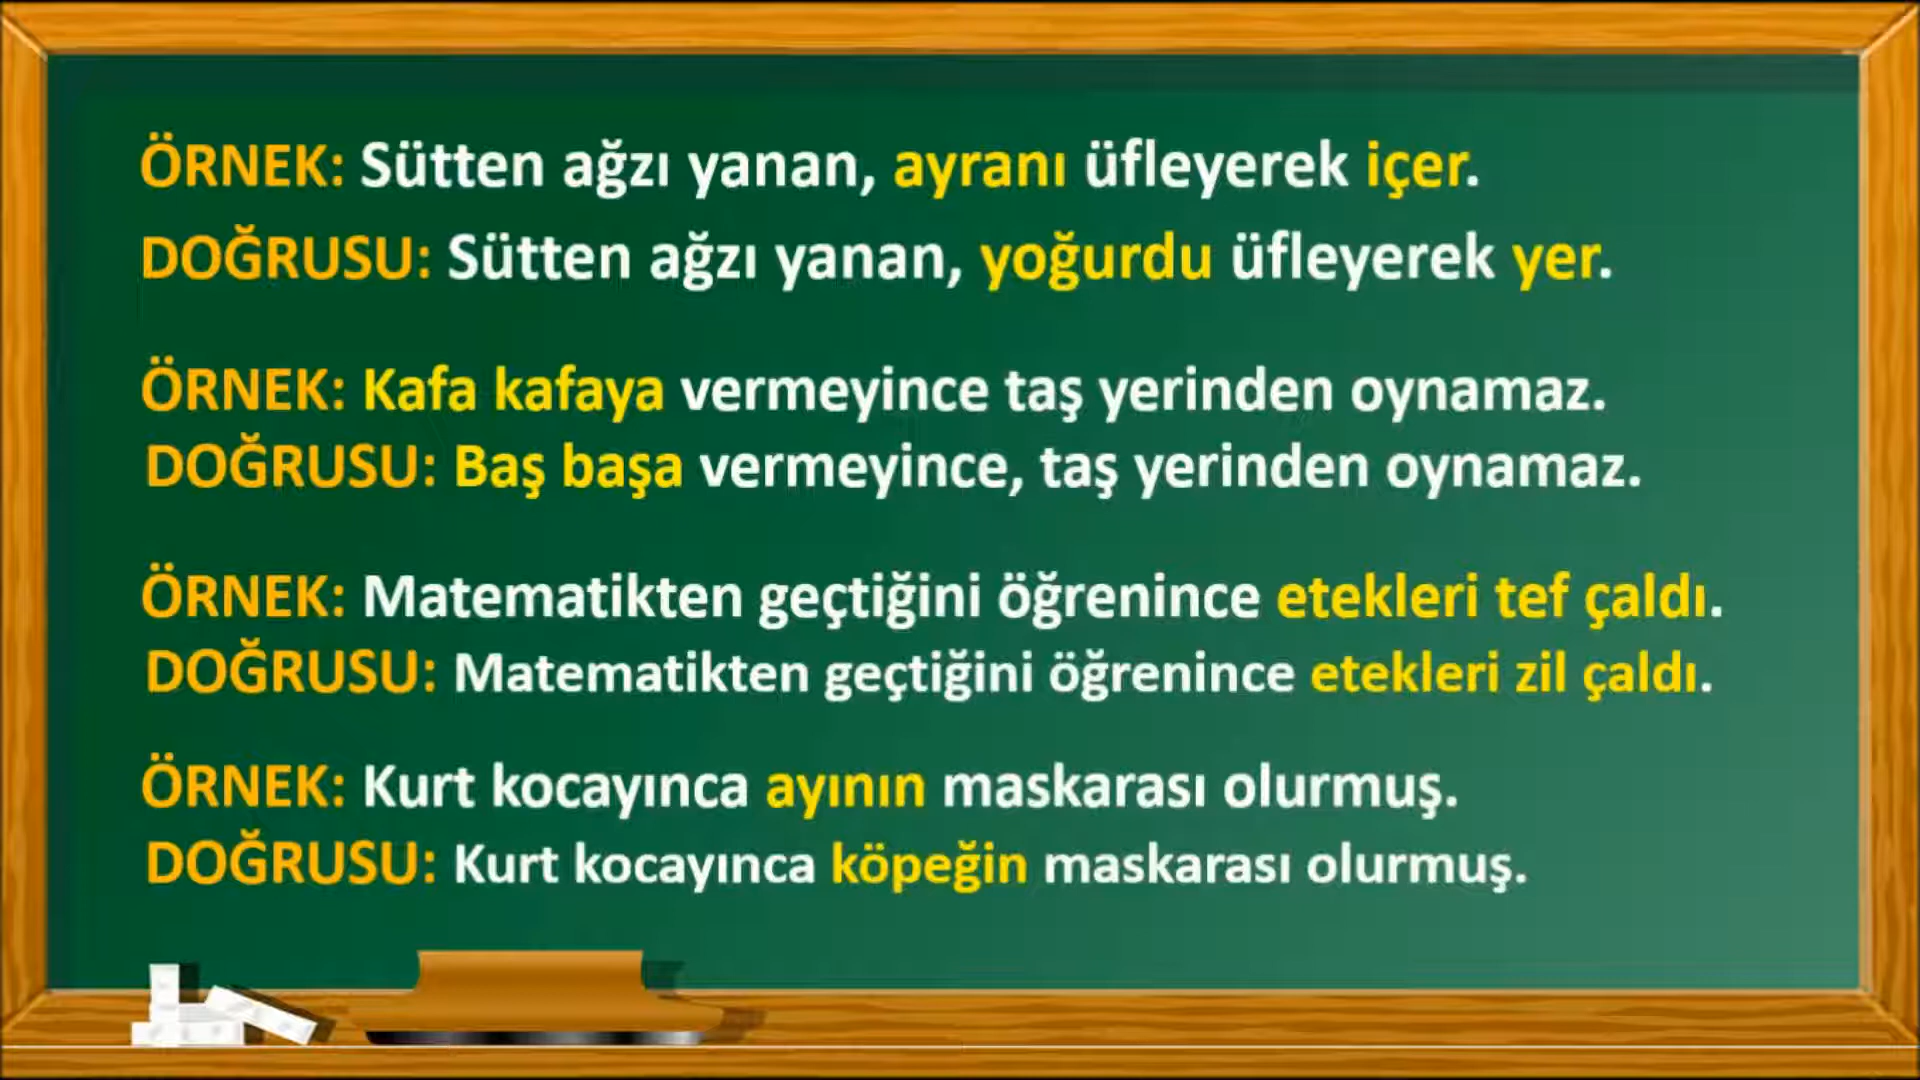 ÖRNEK: Sütten ağzı yanan, ayranı üfleyerek içer.
DOĞRUSU: Sütten ağzı yanan, yoğurdu üfleyerek yer.
ÖRNEK: Kafa kafaya vermeyince taş yerinden oynamaz.
DOĞRUSU: Baş başa vermeyince, taş yerinden oynamaz.
ÖRNEK: Matematikten geçtiğini öğrenince etekleri tef çaldı.
DOĞRUSU: Matematikten geçtiğini öğrenince etekleri zil çaldı.
ÖRNEK: Kurt kocayınca ayının maskarası olurmuş.
DOĞRUSU: Kurt kocayınca köpeğin maskarası olurmuş.